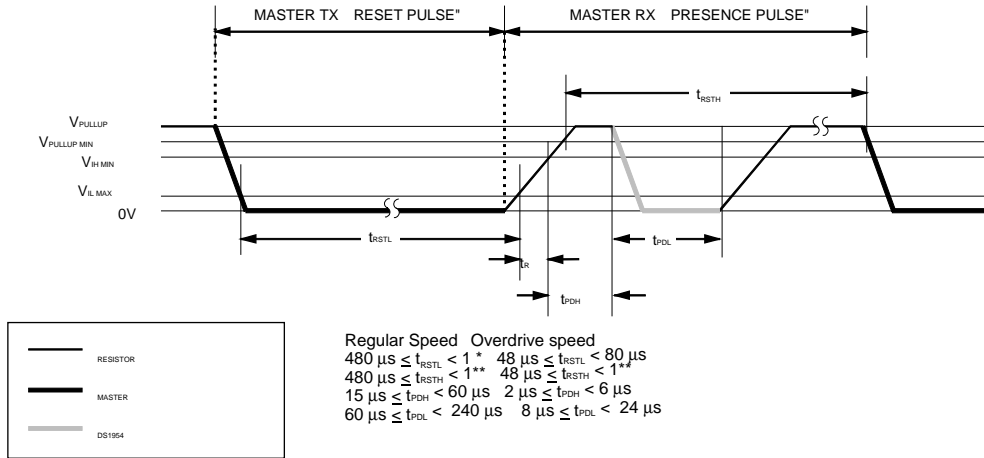 MASTER TX RESET PULSE" MASTER RX PRESENCE PULSE"
tRSTH
VPULLUP
VPULLUP MIN
VIH MIN
VIL MAX
0V
tRSTL
tPDL
tR
tPDH
RESISTOR
MASTER
DS1954
Regular Speed Overdrive speed
480 µs ≤ tRSTL < 1 * 48 µs ≤ tRSTL < 80 µs
480 µs ≤ tRSTH < 1** 48 µs ≤ tRSTH < 1**
15 µs ≤ tPDH < 60 µs 2 µs ≤ tPDH < 6 µs
60 µs ≤ tPDL < 240 µs 8 µs ≤ tPDL < 24 µs